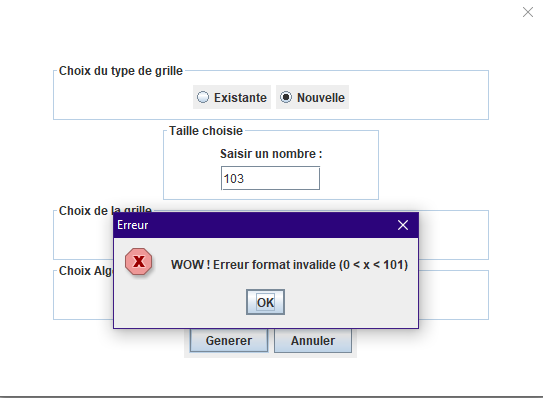 Choix du type de grille
Existante
Nouvelle
Taille choisie
Saisir un nombre :
103
Choix de la grille
Erreur
WOW ! Erreur format invalide (0 < x < 101)
Choix Alg
OK
Generer
Annuler